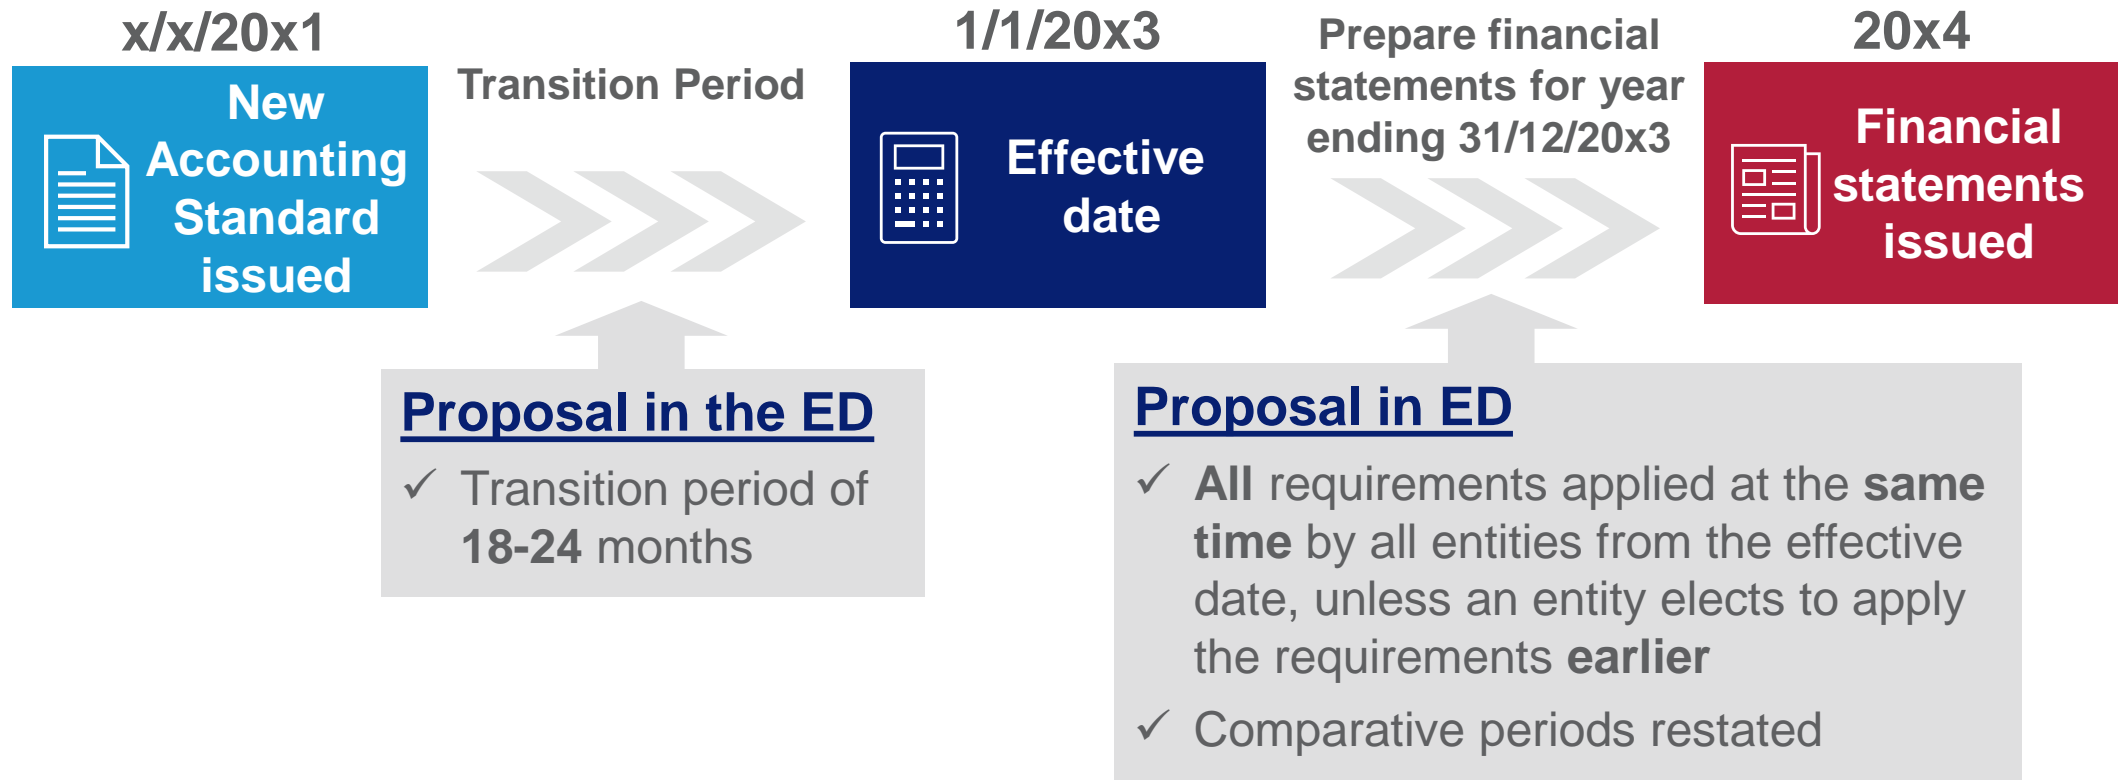 x/x/20x1
New
Accounting
Standard
issued
Transition Period
1/1/20x3
Effective
date
Prepare financial
statements for year
ending 31/12/20x3
20x4
Financial
statements
issued
Proposal in the ED
✓ Transition period of
18-24 months
Proposal in ED
✓ All requirements applied at the same
time by all entities from the effective
date, unless an entity elects to apply
the requirements earlier
✓ Comparative periods restated